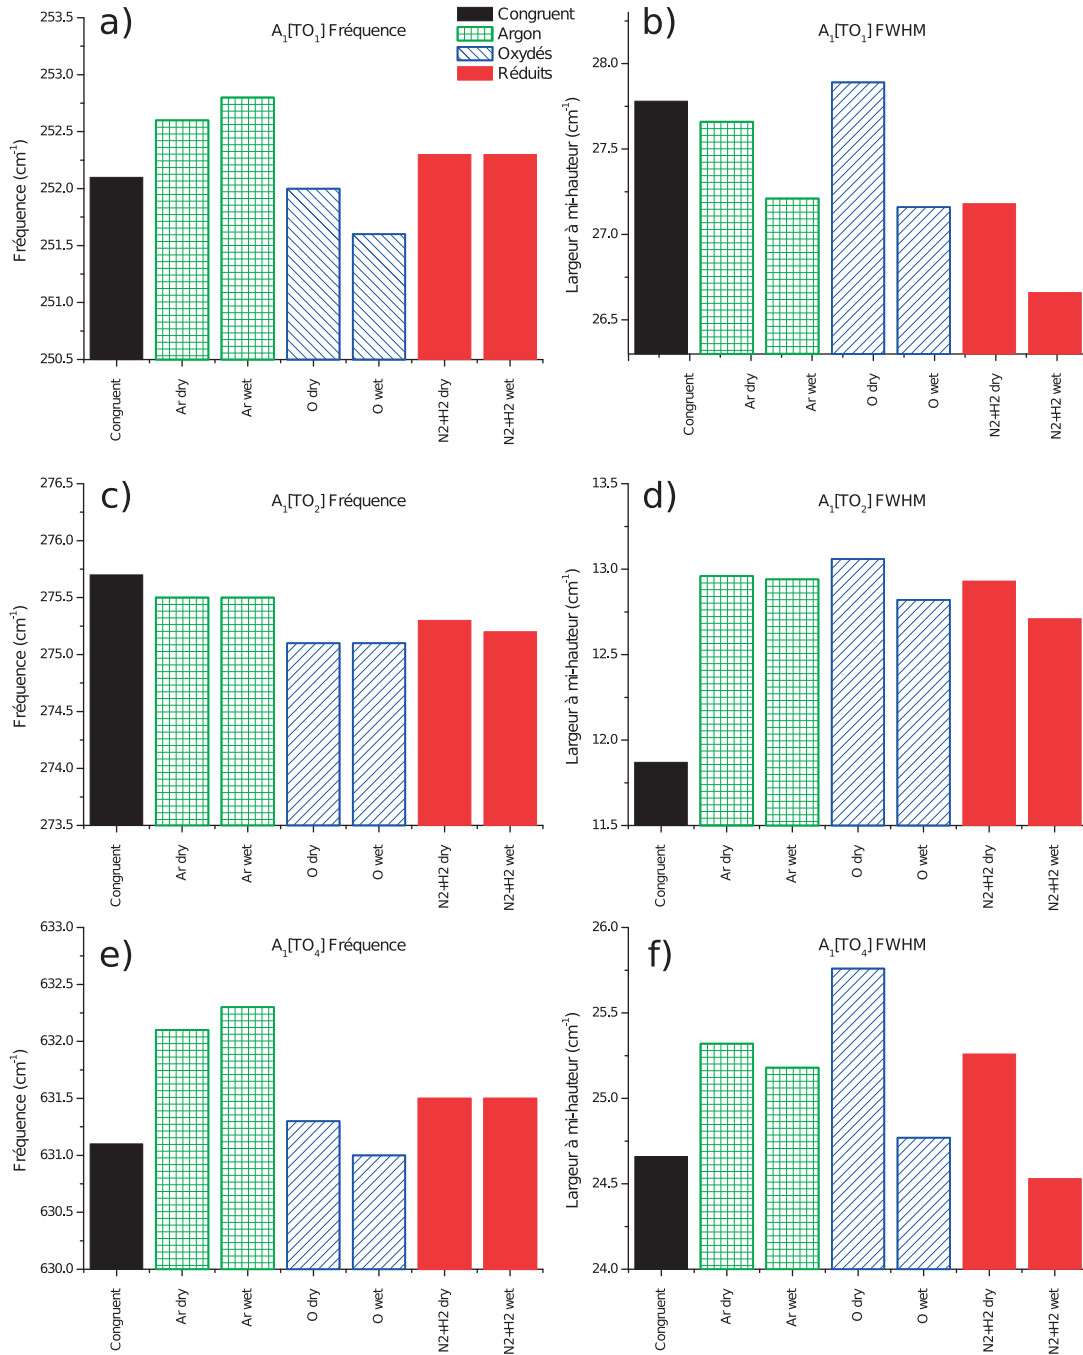 Congruent
Argon
Oxydés
Réduits
a)
A1[TO1] Fréquence
Fréquence (cm-1)
253.5
253.0
252.5
252.0
251.5
251.0
250.5
Congruent
Ar dry
Ar wet
O dry
O wet
N2+H2 dry
N2+H2 wet
b)
A1[TO1] FWHM
Largeur à mi-hauteur (cm-1)
28.0
27.5
27.0
26.5
Congruent
Ar dry
Ar wet
O dry
O wet
N2+H2 dry
N2+H2 wet
c)
A1[TO2] Fréquence
Fréquence (cm-1)
276.5
276.0
275.5
275.0
274.5
274.0
273.5
Congruent
Ar dry
Ar wet
O dry
O wet
N2+H2 dry
N2+H2 wet
d)
A1[TO2] FWHM
Largeur à mi-hauteur (cm-1)
13.5
13.0
12.5
12.0
11.5
Congruent
Ar dry
Ar wet
O dry
O wet
N2+H2 dry
N2+H2 wet
e)
A1[TO4] Fréquence
Fréquence (cm-1)
633.0
632.5
632.0
631.5
631.0
630.5
630.0
Congruent
Ar dry
Ar wet
O dry
O wet
N2+H2 dry
N2+H2 wet
f)
A1[TO4] FWHM
Largeur à mi-hauteur (cm-1)
26.0
25.5
25.0
24.5
24.0
Congruent
Ar dry
Ar wet
O dry
O wet
N2+H2 dry
N2+H2 wet